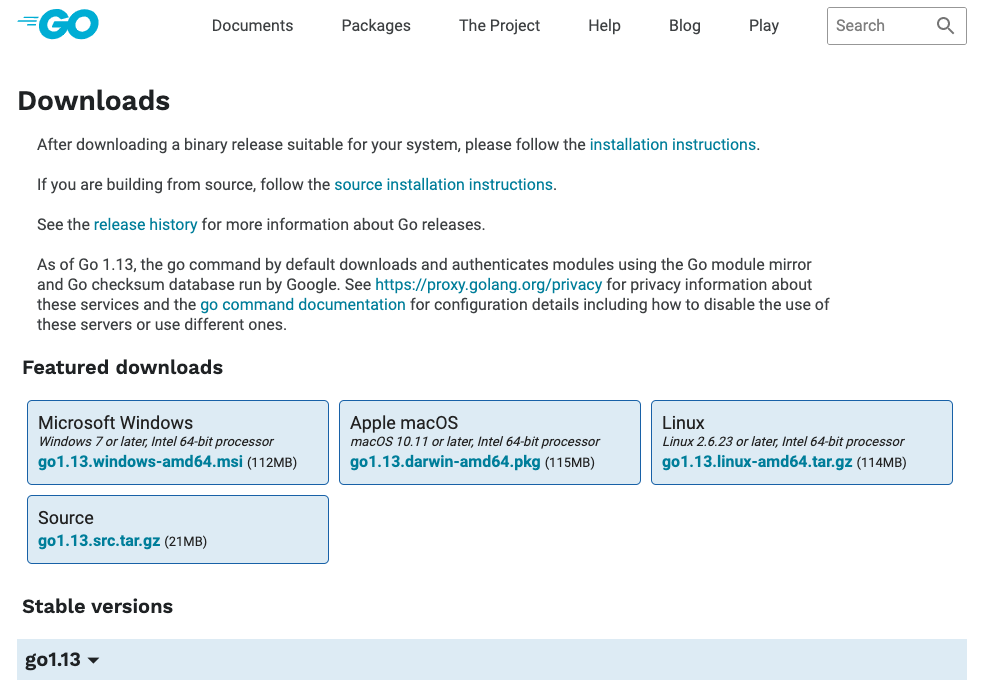 GO
Documents Packages The Project Help Blog Play Search
Downloads
After downloading a binary release suitable for your system, please follow the installation instructions.
If you are building from source, follow the source installation instructions.
See the release history for more information about Go releases.
As of Go 1.13, the go command by default downloads and authenticates modules using the Go module mirror
and Go checksum database run by Google. See https://proxy.golang.org/privacy for privacy information about
these services and the go command documentation for configuration details including how to disable the use of
these servers or use different ones.
Featured downloads
Microsoft Windows
Windows 7 or later, Intel 64-bit processor
go1.13.windows-amd64.msi (112MB)
Apple macOS
macOS 10.11 or later, Intel 64-bit processor
go1.13.darwin-amd64.pkg (115MB)
Linux
Linux 2.6.23 or later, Intel 64-bit processor
go1.13.linux-amd64.tar.gz (114MB)
Source
go1.13.src.tar.gz (21MB)
Stable versions
go1.13